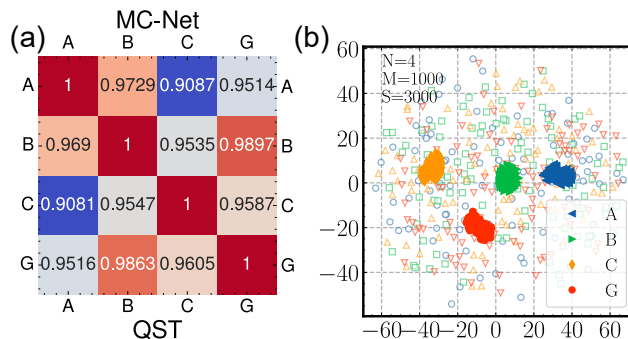 MC-Net
(a)
A B C G
A 1 0.9729 0.9087 0.9514 A
B 0.969 1 0.9535 0.9897 B
C 0.9081 0.9547 1 0.9587 C
G 0.9516 0.9863 0.9605 1 G
A B C G
QST
(b)
60
40
20
0
−20
−40
N=4
M=1000
S=3000
A
B
C
G
−60 −40 −20 0 20 40 60